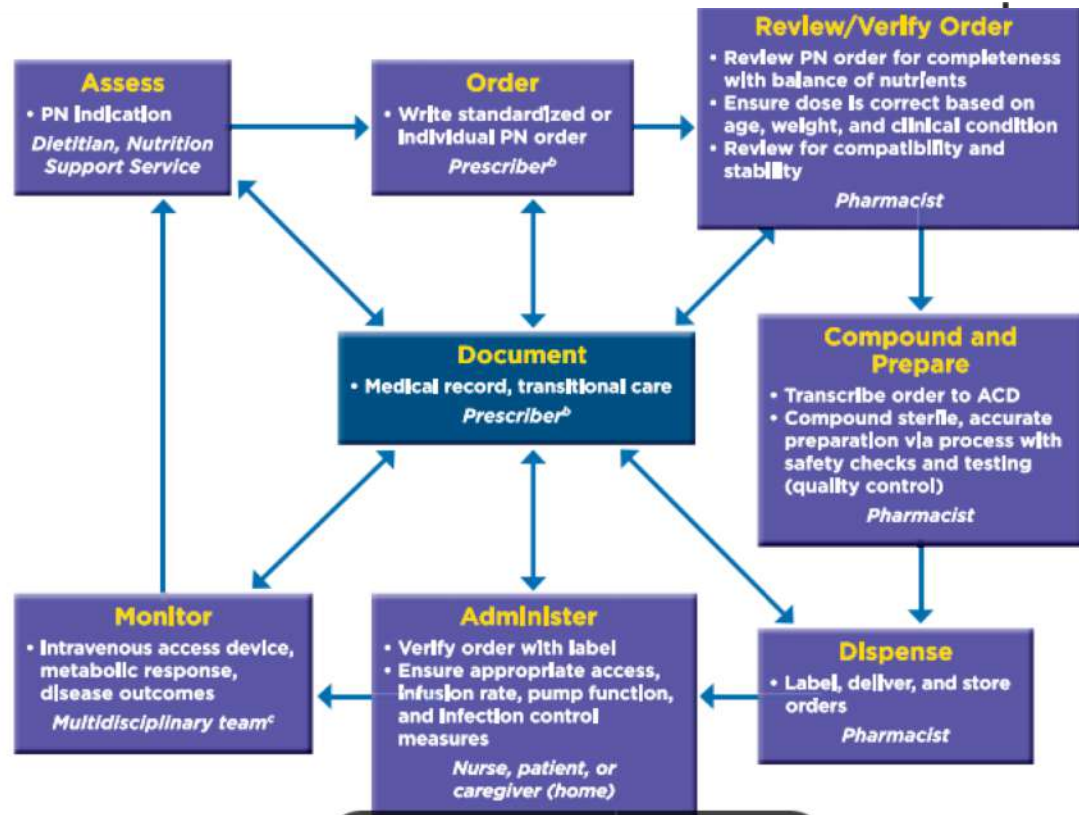 Assess
• PN indication
Dietitian, Nutrition
Support Service
Order
• Write standardized or
individual PN order
Prescriberᵇ
Review/Verify Order
• Review PN order for completeness
with balance of nutrients
• Ensure dose is correct based on
age, weight, and clinical condition
• Review for compatibility and
stability
Pharmacist
Document
• Medical record, transitional care
Prescriberᵇ
Compound and
Prepare
• Transcribe order to ACD
• Compound sterile, accurate
preparation via process with
safety checks and testing
(quality control)
Pharmacist
Monitor
• Intravenous access device,
metabolic response,
disease outcomes
Multidisciplinary teamᶜ
Administer
• Verify order with label
• Ensure appropriate access,
infusion rate, pump function,
and infection control
measures
Nurse, patient, or
caregiver (home)
Dispense
• Label, deliver, and store
orders
Pharmacist